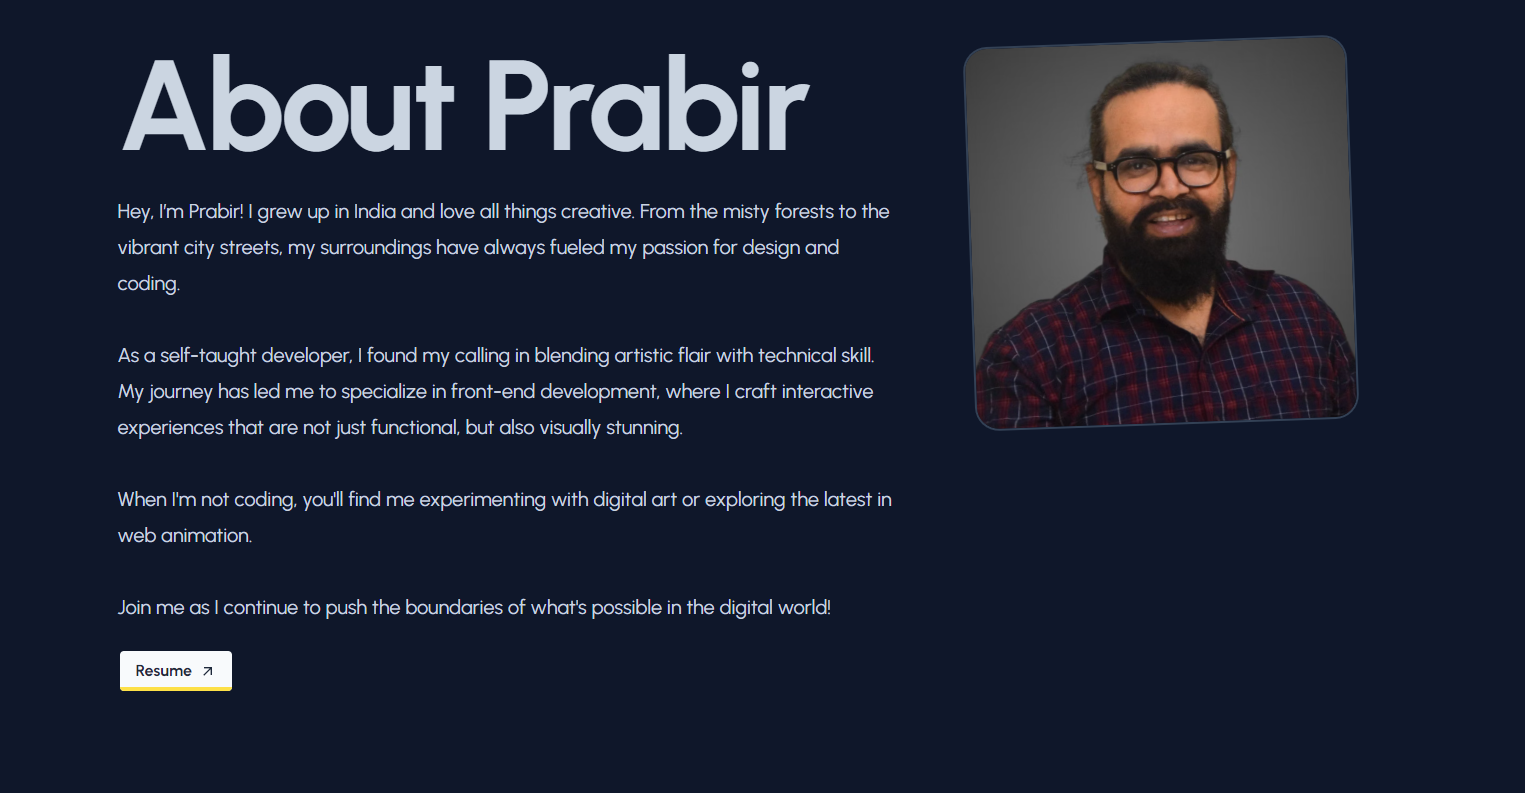 About Prabir
Hey, I’m Prabir! I grew up in India and love all things creative. From the misty forests to the
vibrant city streets, my surroundings have always fueled my passion for design and
coding.
As a self-taught developer, I found my calling in blending artistic flair with technical skill.
My journey has led me to specialize in front-end development, where I craft interactive
experiences that are not just functional, but also visually stunning.
When I'm not coding, you'll find me experimenting with digital art or exploring the latest in
web animation.
Join me as I continue to push the boundaries of what's possible in the digital world!
Resume